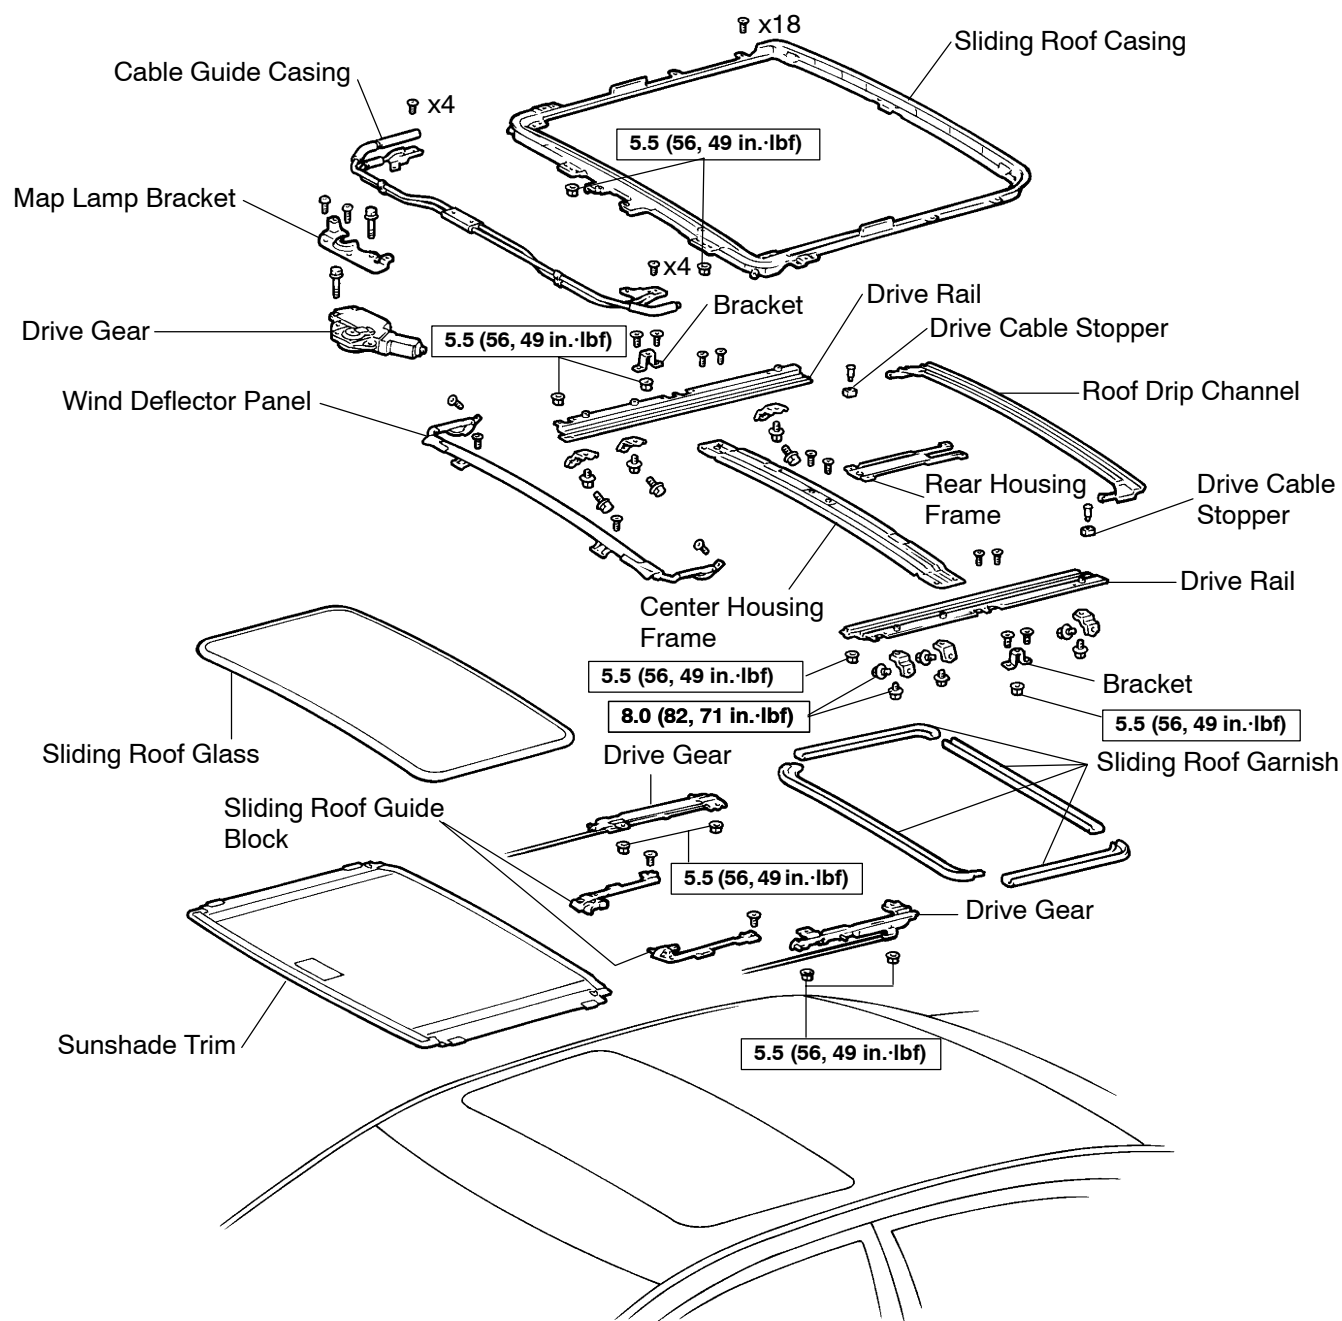 x18
Sliding Roof Casing
Cable Guide Casing
x4
5.5 (56, 49 in.·lbf)
Map Lamp Bracket
x4
Bracket
Drive Rail
Drive Gear
5.5 (56, 49 in.·lbf)
Drive Cable Stopper
Roof Drip Channel
Wind Deflector Panel
Rear Housing
Frame
Drive Cable
Stopper
Drive Rail
Center Housing
Frame
5.5 (56, 49 in.·lbf)
Bracket
8.0 (82, 71 in.·lbf)
5.5 (56, 49 in.·lbf)
Sliding Roof Glass
Drive Gear
Sliding Roof Garnish
Sliding Roof Guide
Block
5.5 (56, 49 in.·lbf)
Drive Gear
Sunshade Trim
5.5 (56, 49 in.·lbf)